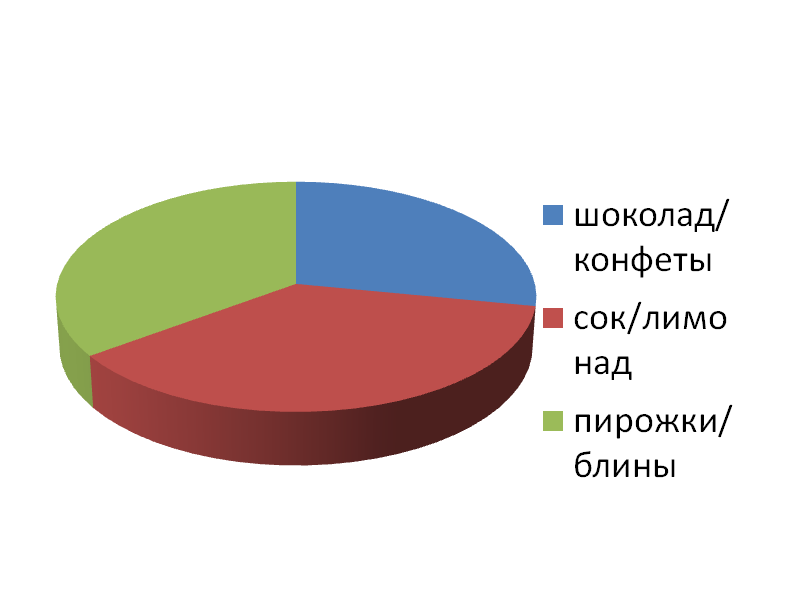 шоколад/
конфеты
сок/лимо
над
пирожки/
блины